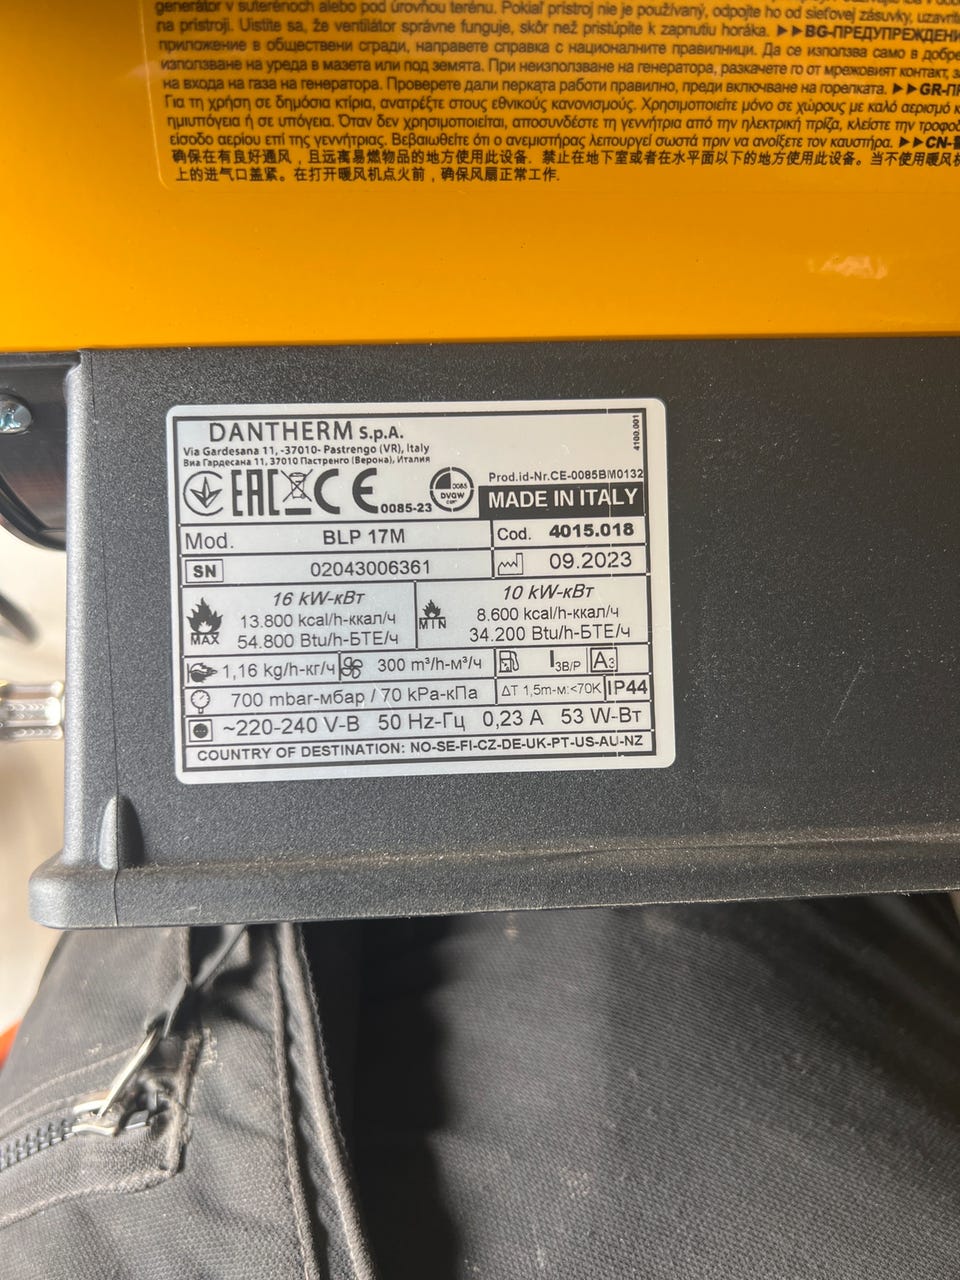 generátor v suterénoch alebo pod úrovňou terénu. Pokiaľ prístroj nie je používaný, odpojte ho od sieťovej zásuvky,
na prístroji. Uistite sa, že ventilátor správne funguje, skôr než pristúpite k zapnutiu horáka. ►►BG-ПРЕДУПРЕЖДЕНИ
приложение в обществени сгради, направете справка с националните правилници. Да се използва само в добре
използване на уреда в мазета или под земята. При неизползване на генератора, разкачете го от мрежовият контакт,
на входа на газа на генератора. Проверете дали перката работи правилно, преди включване на горелката. ►►GR-ΠΡ
Για τη χρήση σε δημόσια κτίρια, ανατρέξτε στους εθνικούς κανονισμούς. Χρησιμοποιείτε μόνο σε χώρους με καλό αερισμό κ
ημιυπόγεια ή σε υπόγεια. Όταν δεν χρησιμοποιείται, αποσυνδέστε τη γεννήτρια από την ηλεκτρική πρίζα, κλείστε την τροφοδ
είσοδο αερίου επί της γεννήτριας. Βεβαιωθείτε ότι ο ανεμιστήρας λειτουργεί σωστά πριν να ανοίξετε τον καυστήρα. ►►CN-
确保在有良好通风，且远离易燃物品的地方使用此设备. 禁止在地下室或者在水平面以下的地方使用此设备。当不使用暖风机
上的进气口盖紧。在打开暖风机点火前，确保风扇正常工作.
DANTHERM S.p.A.
Via Gardesana 11, -37010- Pastrengo (VR), Italy
Виа Гардесана 11, 37010 Пастренго (Верона), Италия
4100.001
EAC CE 0085-23
0085 DVGW CERT
Prod.id-Nr.CE-0085BM0132
MADE IN ITALY
Mod. BLP 17M Cod. 4015.018
SN 02043006361 09.2023
16 kW-кВт 10 kW-кВт
13.800 kcal/h-ккал/ч 8.600 kcal/h-ккал/ч
MAX 54.800 Btu/h-БТЕ/ч MIN 34.200 Btu/h-БТЕ/ч
1,16 kg/h-кг/ч 300 m³/h-м³/ч I3B/P A3
700 mbar-мбар / 70 kPa-кПа ΔT 1,5m-м:<70K IP44
~220-240 V-В 50 Hz-Гц 0,23 A 53 W-Вт
COUNTRY OF DESTINATION: NO-SE-FI-CZ-DE-UK-PT-US-AU-NZ